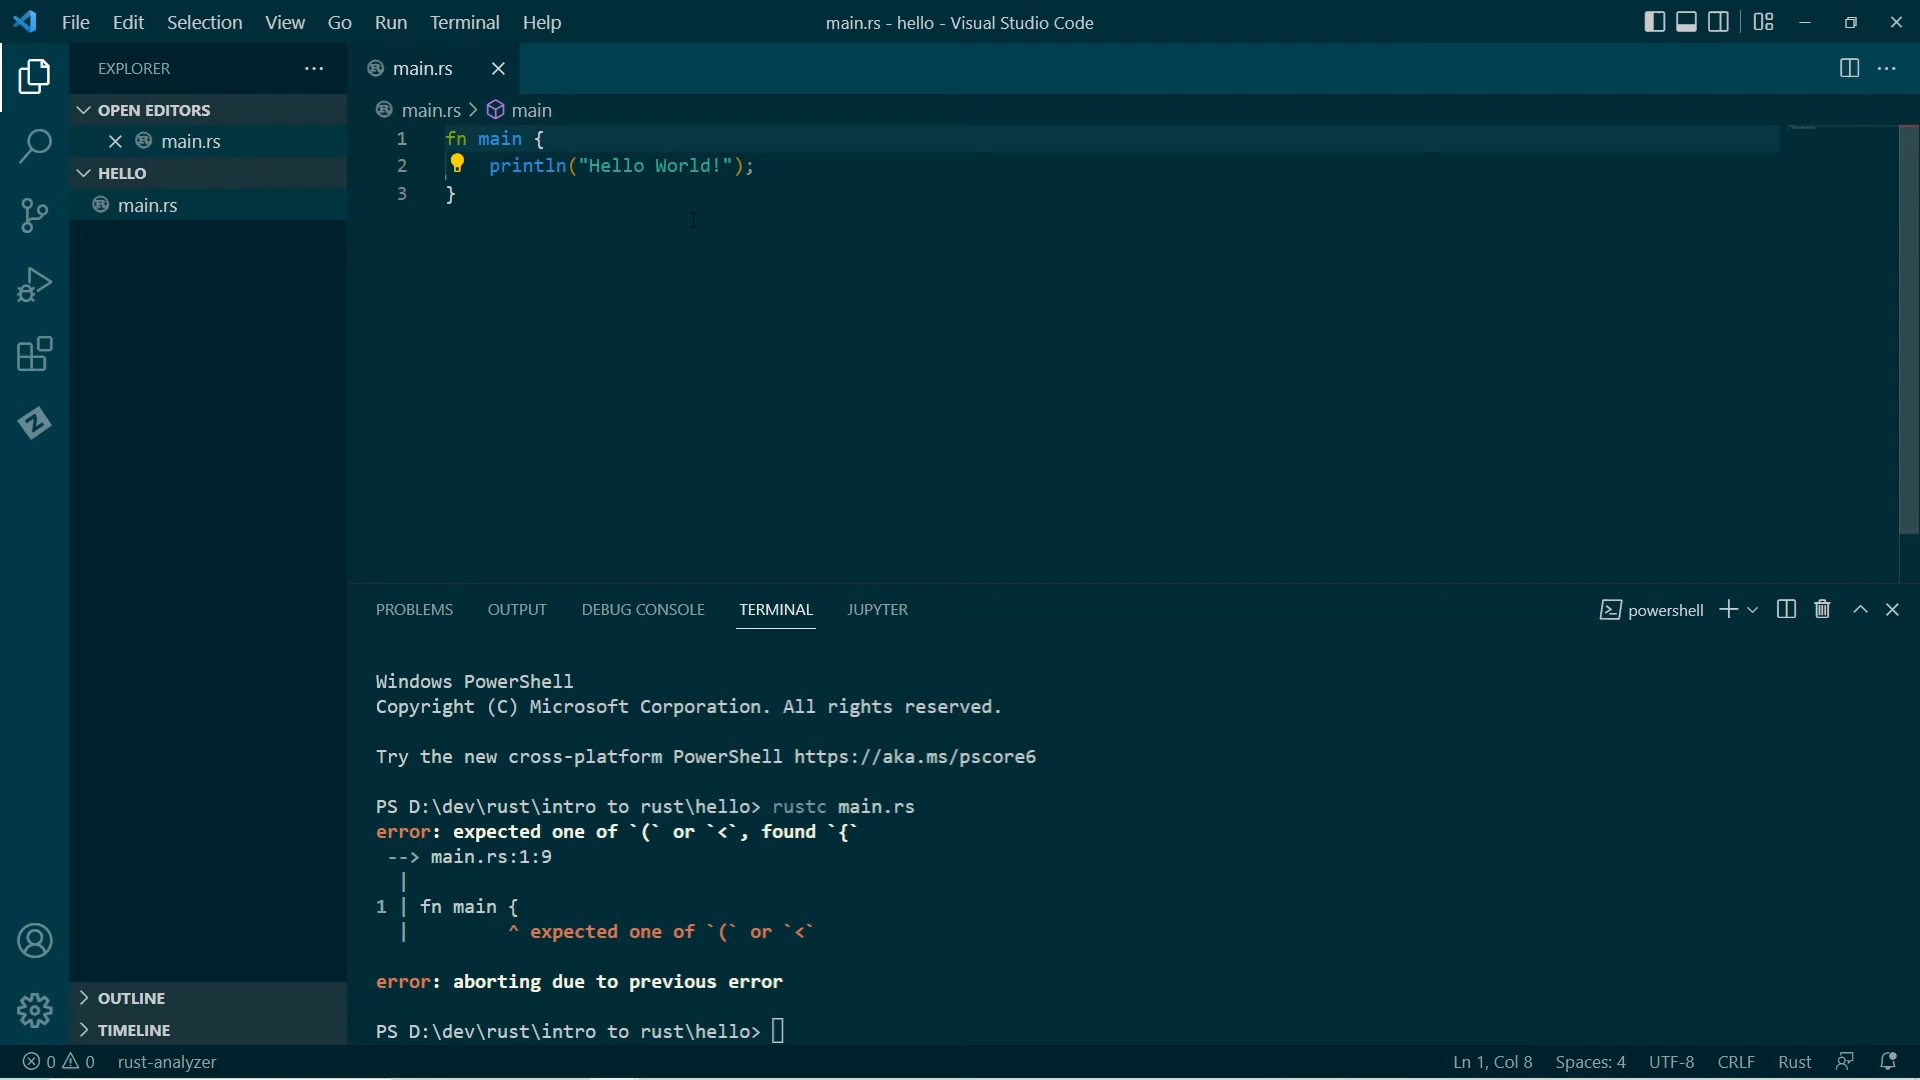 File Edit Selection View Go Run Terminal Help
main.rs - hello - Visual Studio Code
EXPLORER
OPEN EDITORS
main.rs
HELLO
main.rs
OUTLINE
TIMELINE
main.rs
main.rs > main
1 fn main {
2 println("Hello World!");
3 }
PROBLEMS OUTPUT DEBUG CONSOLE TERMINAL JUPYTER
powershell
Windows PowerShell
Copyright (C) Microsoft Corporation. All rights reserved.
Try the new cross-platform PowerShell https://aka.ms/pscore6
PS D:\dev\rust\intro to rust\hello> rustc main.rs
error: expected one of `(` or `<`, found `{`
--> main.rs:1:9
|
1 | fn main {
| ^ expected one of `(` or `<`
error: aborting due to previous error
PS D:\dev\rust\intro to rust\hello>
0 0 rust-analyzer
Ln 1, Col 8 Spaces: 4 UTF-8 CRLF Rust